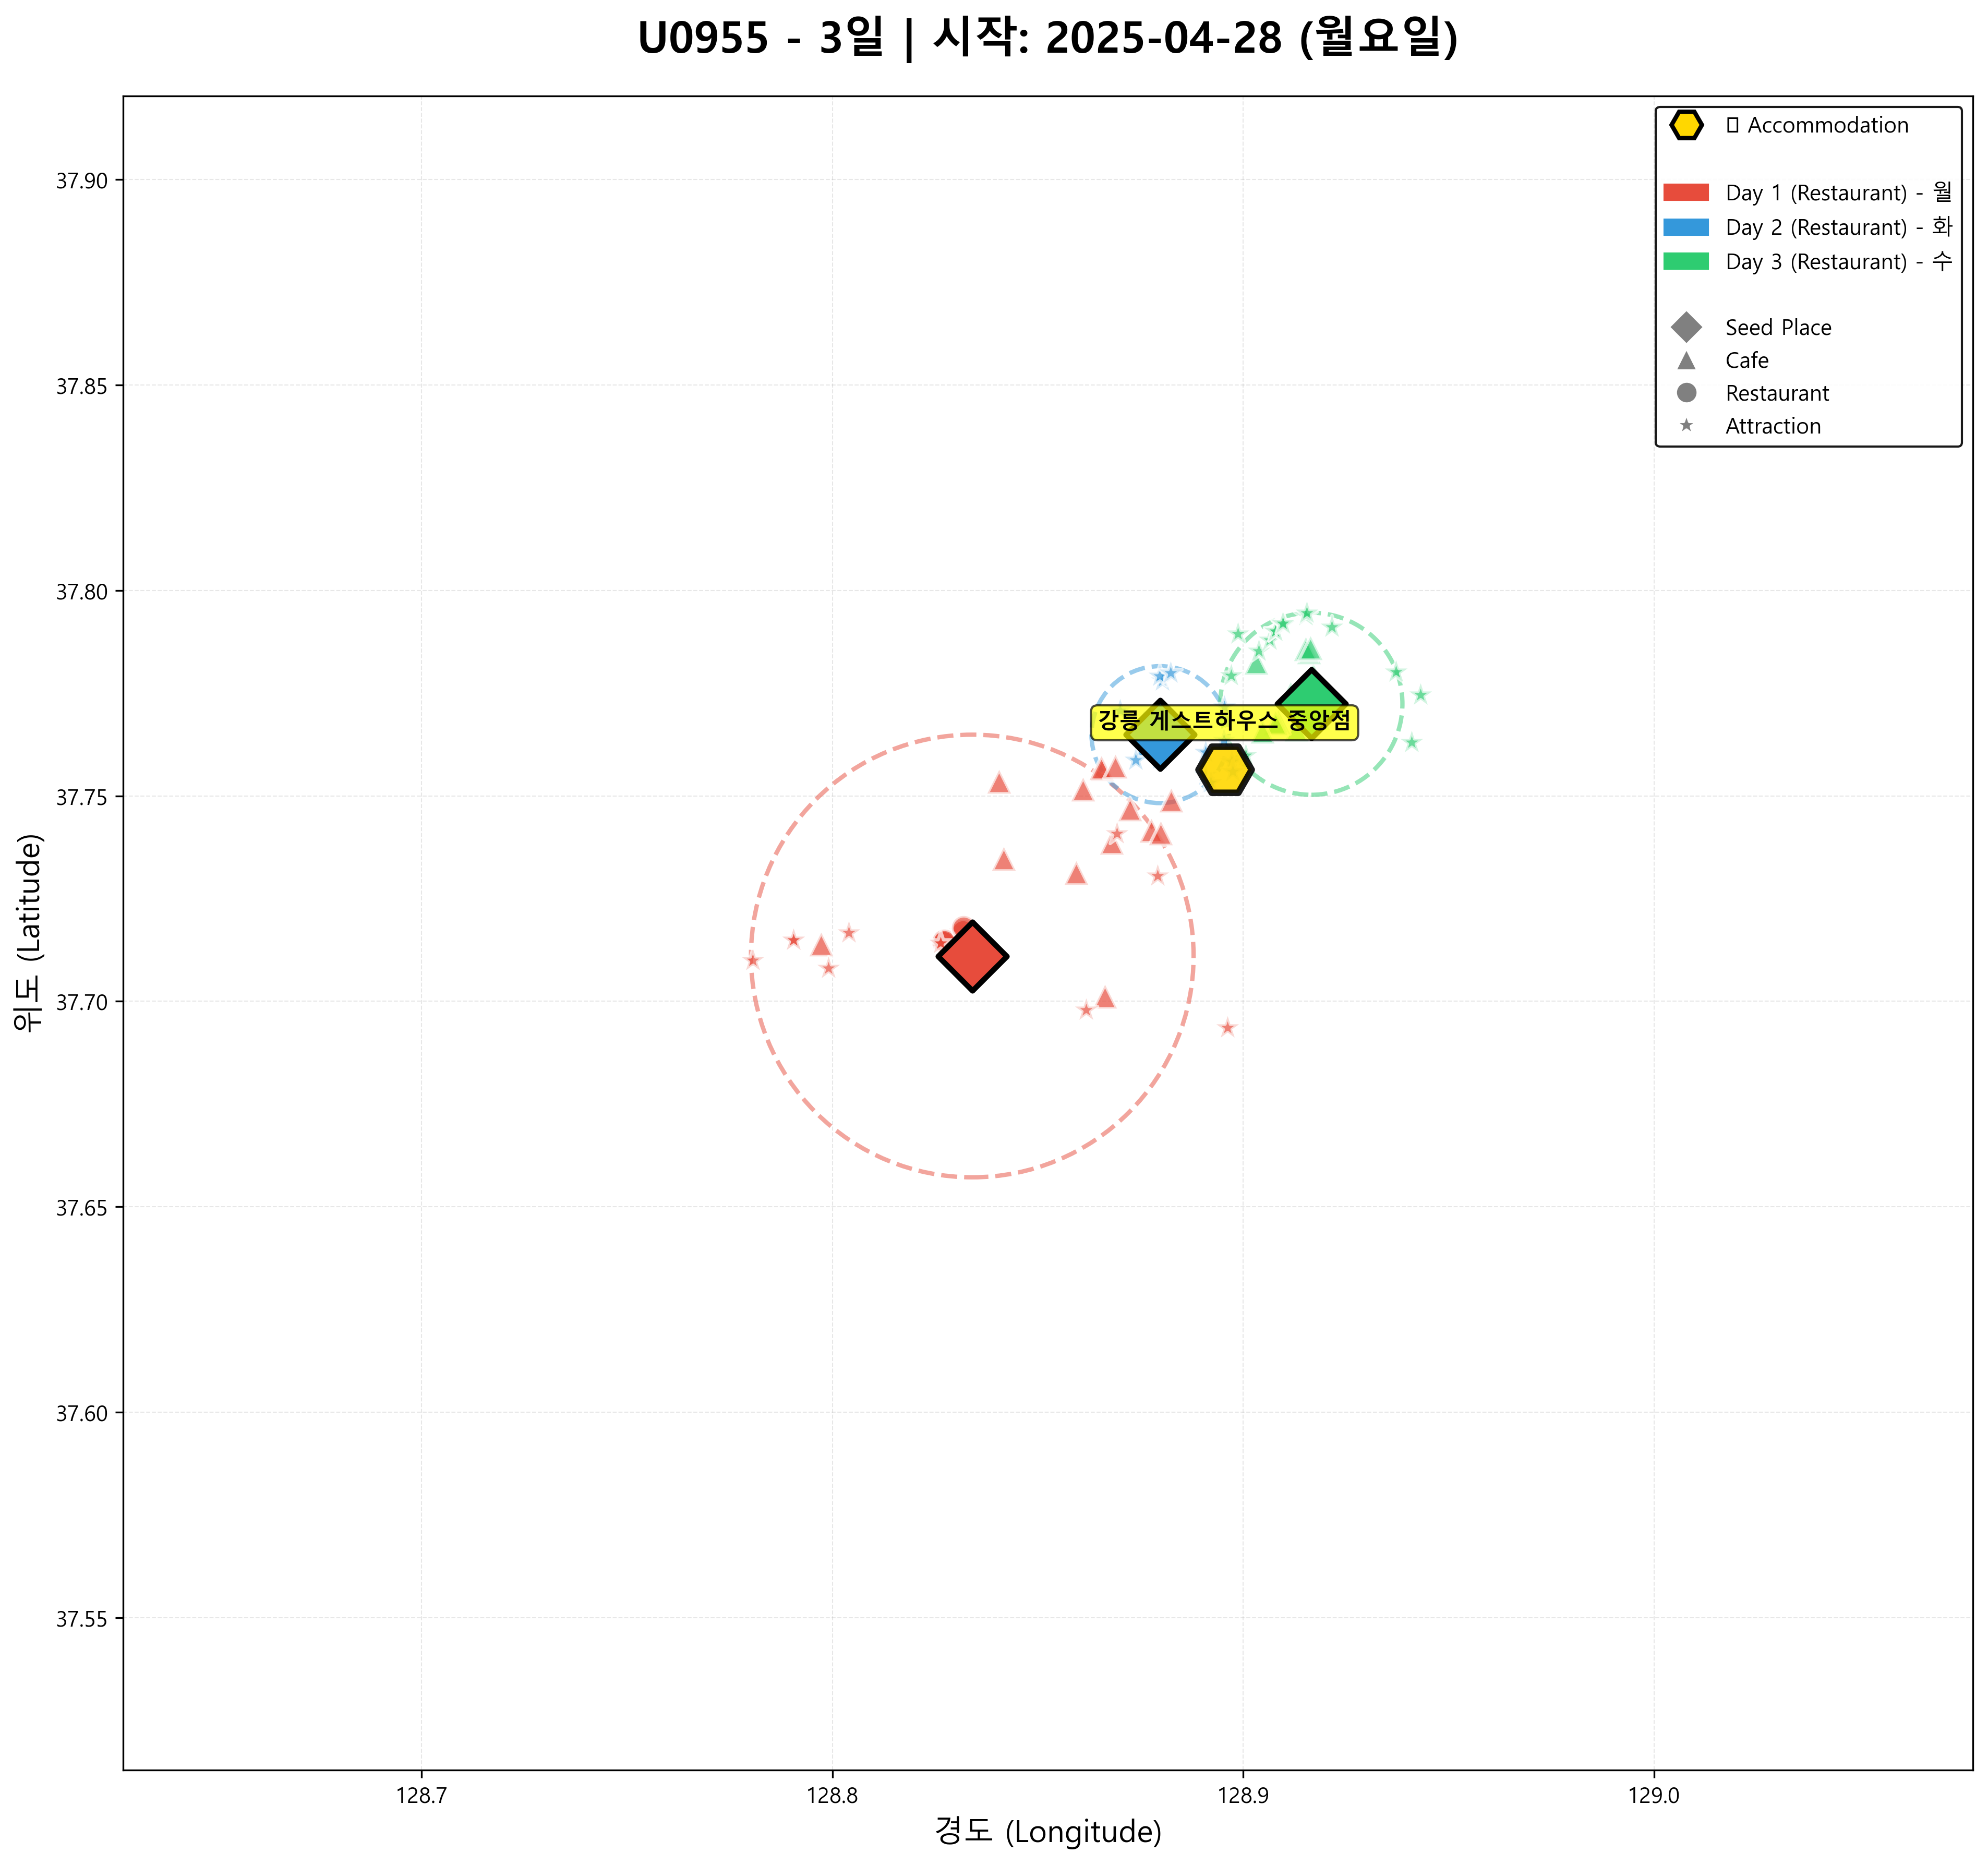 U0955 - 3일 | 시작: 2025-04-28 (월요일)
▯ Accommodation
Day 1 (Restaurant) - 월
Day 2 (Restaurant) - 화
Day 3 (Restaurant) - 수
Seed Place
Cafe
Restaurant
Attraction
37.90
37.85
37.80
37.75
37.70
37.65
37.60
37.55
위도 (Latitude)
강릉 게스트하우스 중앙점
128.7
128.8
128.9
129.0
경도 (Longitude)